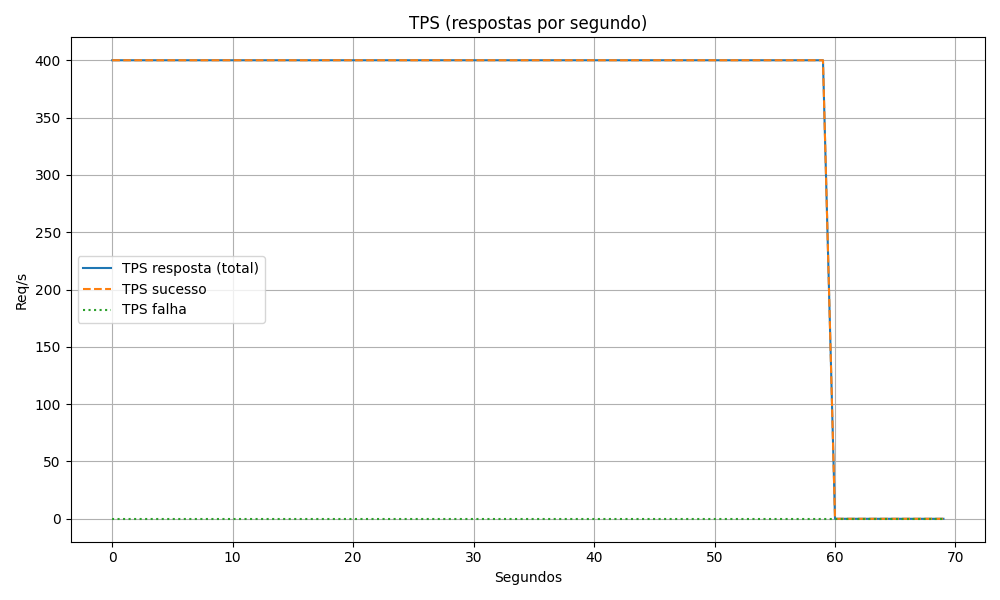 TPS (respostas por segundo)
400
350
300
250
200
150
100
50
0
Req/s
TPS resposta (total)
TPS sucesso
TPS falha
0 10 20 30 40 50 60 70
Segundos